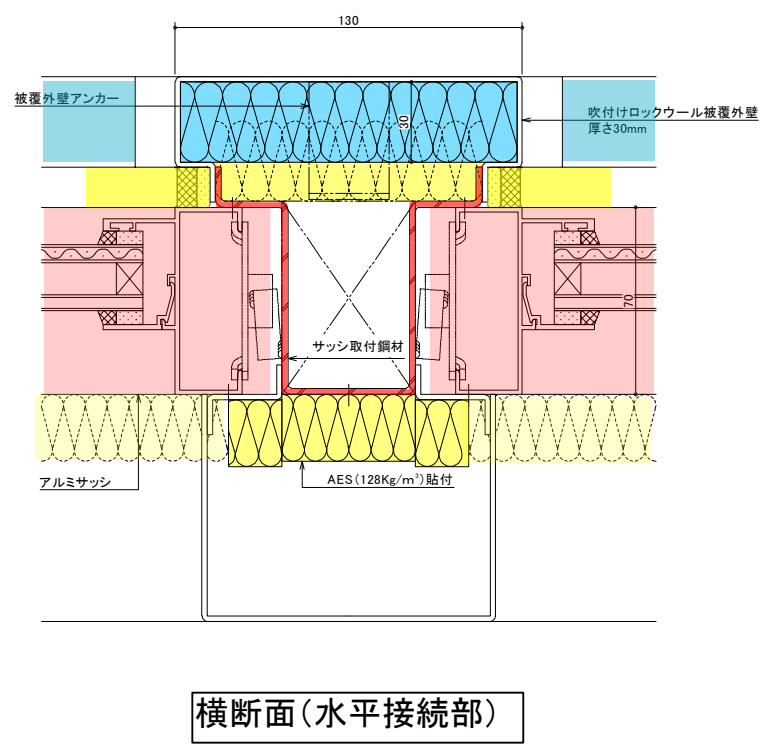 130
被覆外壁アンカー
30
吹付けロックウール被覆外壁
厚さ30mm
70
サッシ取付鋼材
アルミサッシ
AES(128Kg/m³)貼付
横断面(水平接続部)